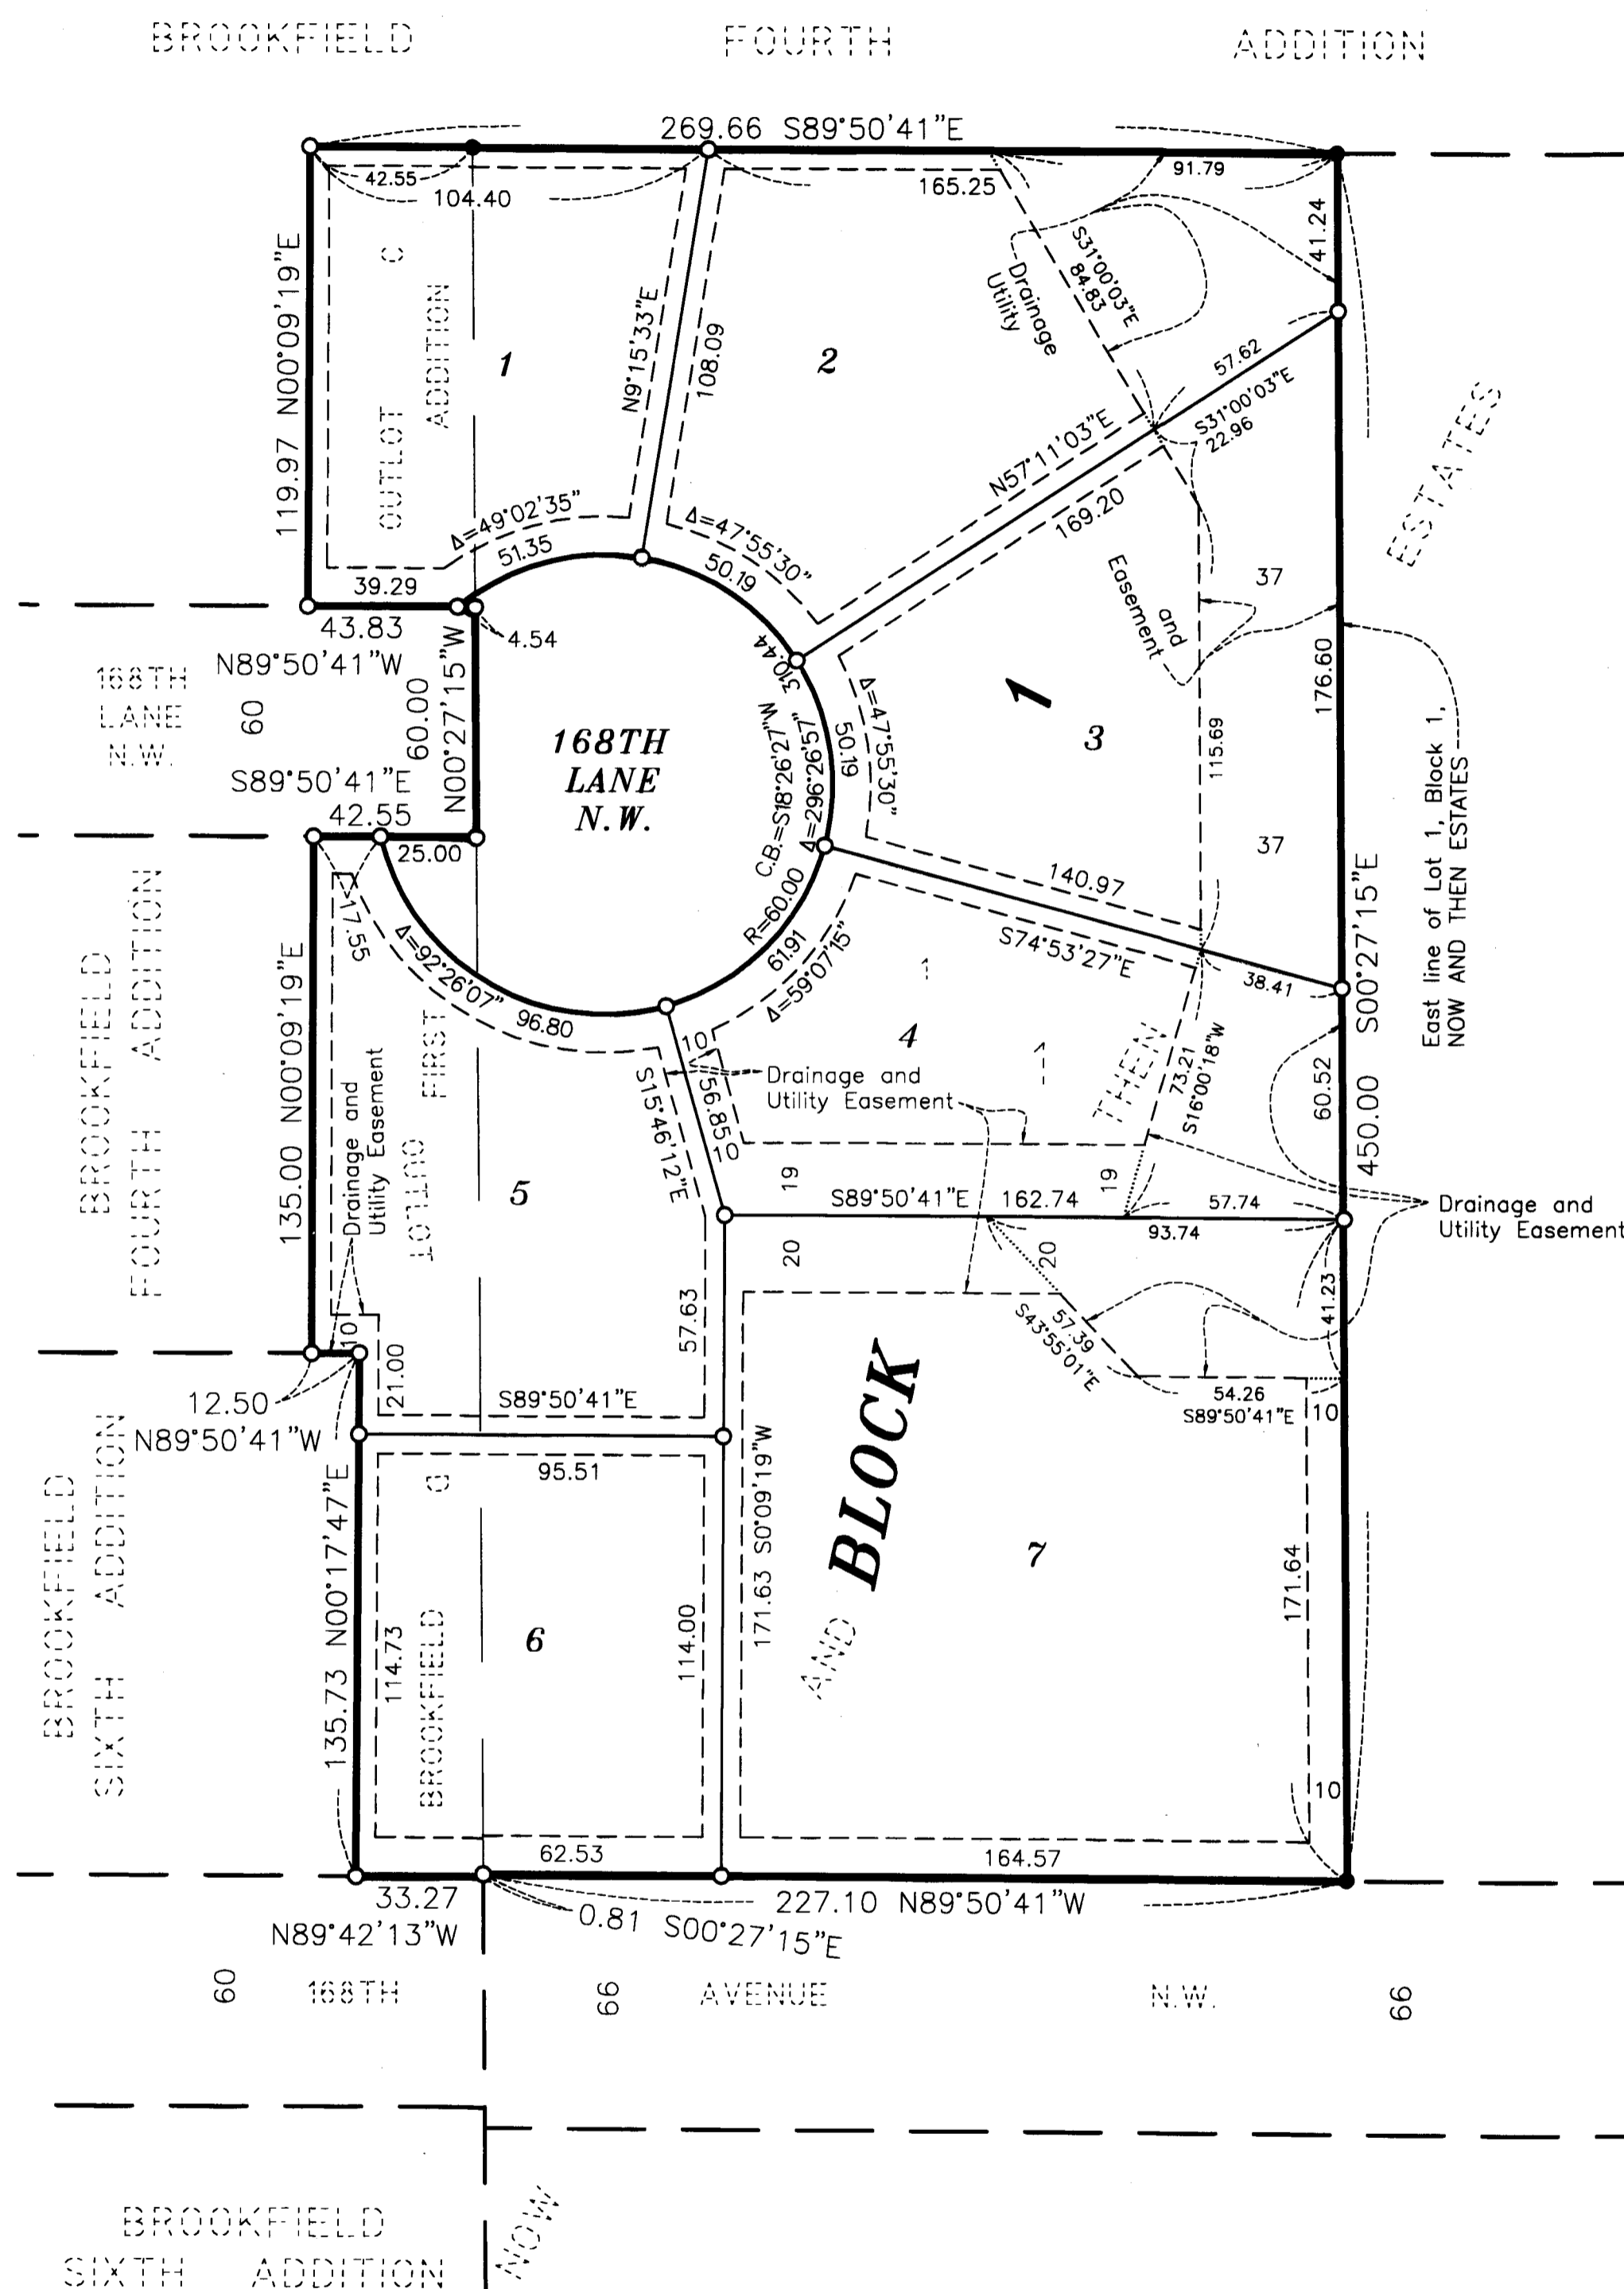 BROOKFIELD FOURTH ADDITION
269.66 S89°50'41"E
42.55
104.40
165.25
91.79
41.24
119.97 N00°09'19"E
OUTLOT C
ADDITION
1
N9°15'33"E
108.09
2
Drainage
Utility
S31°00'03"E
84.83
57.62
S31°00'03"E
22.96
N57°11'03"E
169.20
ESTATES
Δ=49°02'35"
51.35
Δ=47°55'30"
50.19
39.29
43.83
N89°50'41"W
4.54
168TH
LANE
N.W.
60
60.00
N00°27'15"W
S89°50'41"E
42.55
25.00
168TH
LANE
N.W.
310.44
C.B.=S18°26'27"W
Δ=296°26'57"
R=60.00
Δ=47°55'30"
50.19
Easement
and
37
37
1
3
115.69
176.60
East line of Lot 1, Block 1,
NOW AND THEN ESTATES
140.97
S74°53'27"E
38.41
S00°27'15"E
450.00
61.91
Δ=59°07'15"
17.55
Δ=92°26'07"
96.80
BROOKFIELD
FOURTH ADDITION
135.00 N00°09'19"E
Drainage and
Utility Easement
FIRST
OUTLOT
1
4
1
THEN
73.21
S16°00'18"W
60.52
10
56.85
10
S15°46'12"E
Drainage and
Utility Easement
19
19
S89°50'41"E 162.74
57.74
93.74
Drainage and
Utility Easement
5
20
20
57.63
41.23
57.39
S43°55'01"E
54.26
S89°50'41"E
10
10
21.00
12.50
N89°50'41"W
S89°50'41"E
95.51
BROOKFIELD
SIXTH ADDITION
135.73 N00°17'47"E
G
BROOKFIELD
6
114.73
114.00
171.63 S0°09'19"W
AND
BLOCK
7
171.64
10
62.53
164.57
33.27
N89°42'13"W
0.81 S00°27'15"E
227.10 N89°50'41"W
60 168TH 66 AVENUE N.W. 66
BROOKFIELD
SIXTH ADDITION
NOW